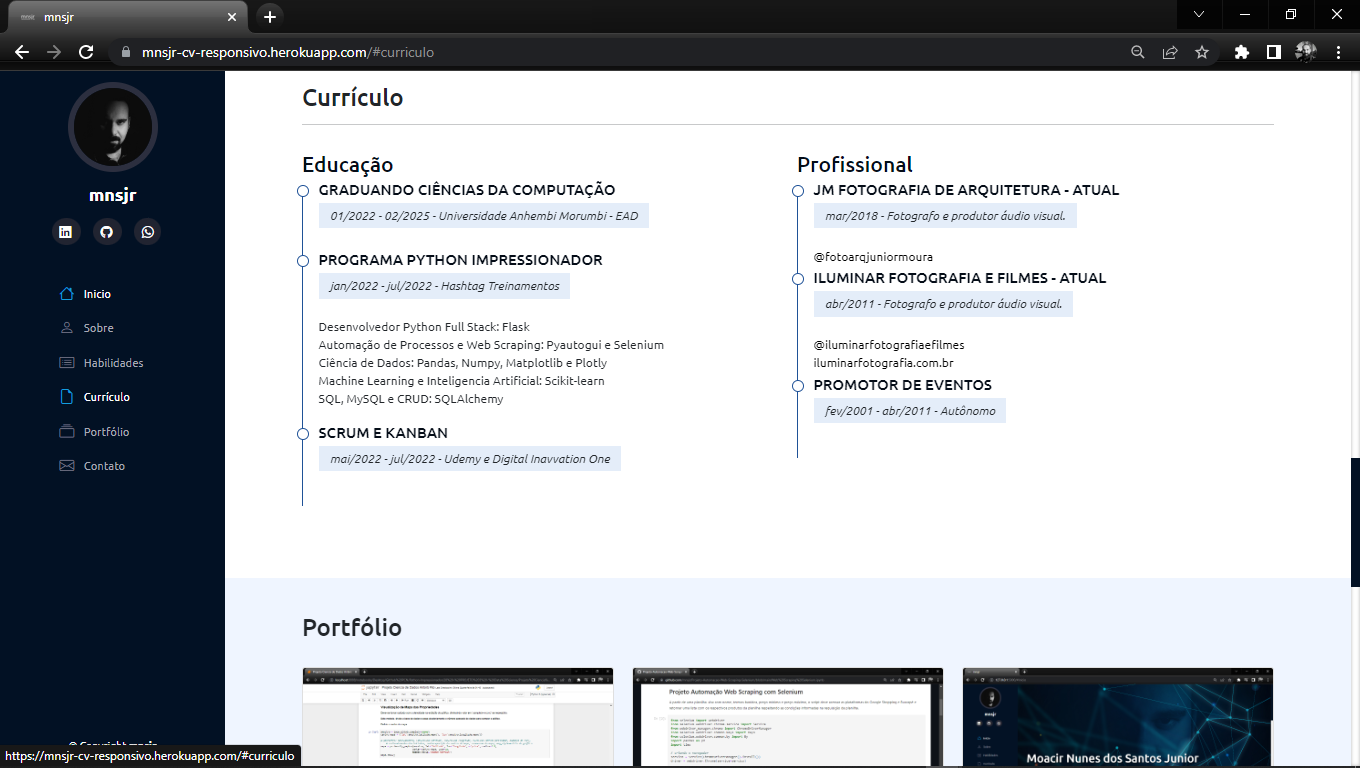 mnsjr
mnsjr-cv-responsivo.herokuapp.com/#curriculo
mnsjr
Inicio
Sobre
Habilidades
Currículo
Portfólio
Contato
https://mnsjr-cv-responsivo.herokuapp.com/#curriculo
Currículo
Educação
GRADUANDO CIÊNCIAS DA COMPUTAÇÃO
01/2022 - 02/2025 - Universidade Anhembi Morumbi - EAD
PROGRAMA PYTHON IMPRESSIONADOR
jan/2022 - jul/2022 - Hashtag Treinamentos
Desenvolvedor Python Full Stack: Flask
Automação de Processos e Web Scraping: Pyautogui e Selenium
Ciência de Dados: Pandas, Numpy, Matplotlib e Plotly
Machine Learning e Inteligencia Artificial: Scikit-learn
SQL, MySQL e CRUD: SQLAlchemy
SCRUM E KANBAN
mai/2022 - jul/2022 - Udemy e Digital Inavvation One
Profissional
JM FOTOGRAFIA DE ARQUITETURA - ATUAL
mar/2018 - Fotografo e produtor áudio visual.
@fotoarqjuniormoura
ILUMINAR FOTOGRAFIA E FILMES - ATUAL
abr/2011 - Fotografo e produtor áudio visual.
@iluminarfotografiaefilmes
iluminarfotografia.com.br
PROMOTOR DE EVENTOS
fev/2001 - abr/2011 - Autônomo
Portfólio
Projeto Automação Web Scraping com Selenium
Moacir Nunes dos Santos Junior